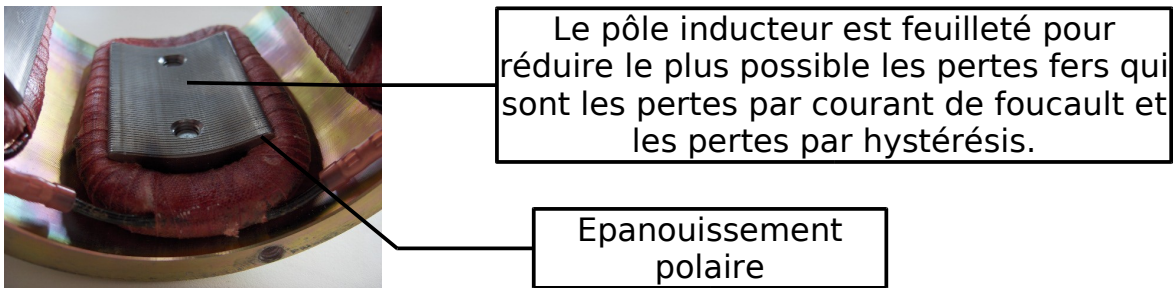 Le pôle inducteur est feuilleté pour
réduire le plus possible les pertes fers qui
sont les pertes par courant de foucault et
les pertes par hystérésis.
Epanouissement
polaire